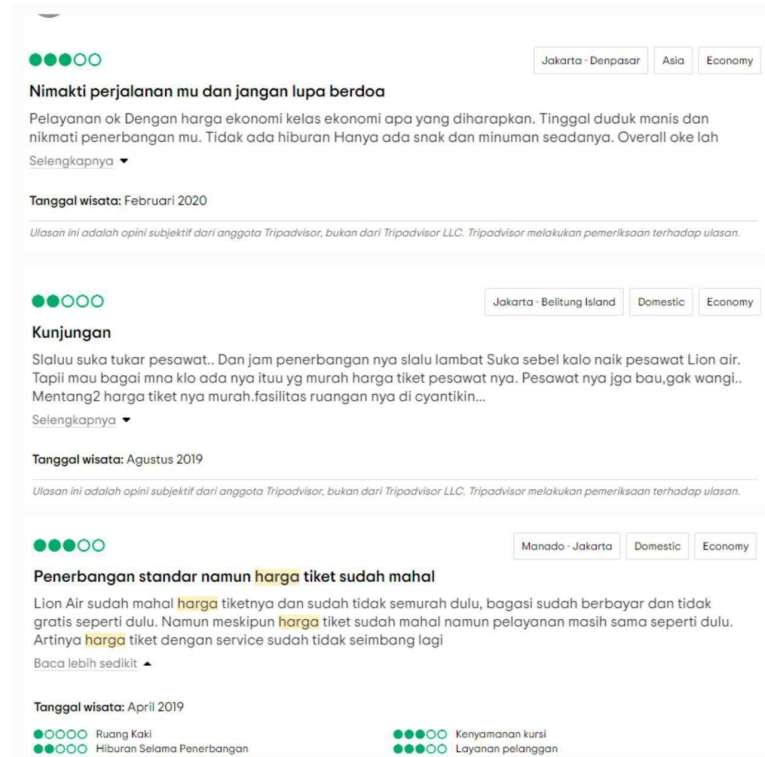 Jakarta - Denpasar Asia Economy
Nimakti perjalanan mu dan jangan lupa berdoa
Pelayanan ok Dengan harga ekonomi kelas ekonomi apa yang diharapkan. Tinggal duduk manis dan
nikmati penerbangan mu. Tidak ada hiburan Hanya ada snak dan minuman seadanya. Overall oke lah
Selengkapnya
Tanggal wisata: Februari 2020
Ulasan ini adalah opini subjektif dari anggota Tripadvisor, bukan dari Tripadvisor LLC. Tripadvisor melakukan pemeriksaan terhadap ulasan.
Jakarta - Belitung Island Domestic Economy
Kunjungan
Slaluu suka tukar pesawat.. Dan jam penerbangan nya slalu lambat Suka sebel kalo naik pesawat Lion air.
Tapii mau bagai mna klo ada nya ituu yg murah harga tiket pesawat nya. Pesawat nya jga bau,gak wangi..
Mentang2 harga tiket nya murah.fasilitas ruangan nya di cyantikin...
Selengkapnya
Tanggal wisata: Agustus 2019
Ulasan ini adalah opini subjektif dari anggota Tripadvisor, bukan dari Tripadvisor LLC. Tripadvisor melakukan pemeriksaan terhadap ulasan.
Manado - Jakarta Domestic Economy
Penerbangan standar namun harga tiket sudah mahal
Lion Air sudah mahal harga tiketnya dan sudah tidak semurah dulu, bagasi sudah berbayar dan tidak
gratis seperti dulu. Namun meskipun harga tiket sudah mahal namun pelayanan masih sama seperti dulu.
Artinya harga tiket dengan service sudah tidak seimbang lagi
Baca lebih sedikit
Tanggal wisata: April 2019
Ruang Kaki Kenyamanan kursi
Hiburan Selama Penerbangan Layanan pelanggan